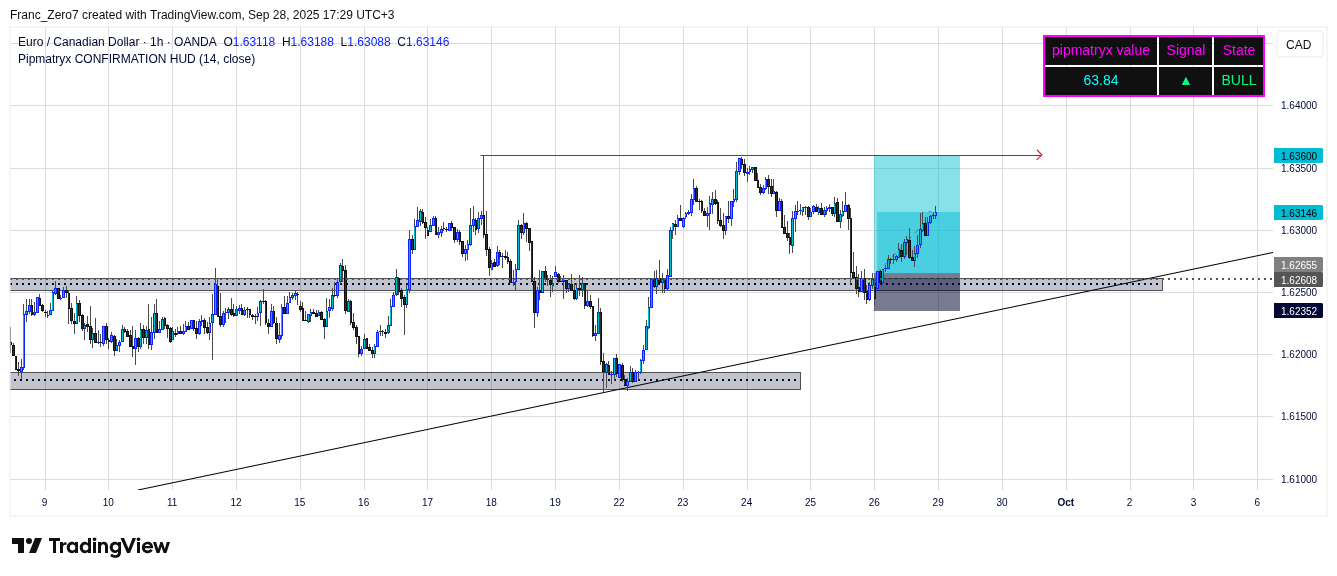 Franc_Zero7 created with TradingView.com, Sep 28, 2025 17:29 UTC+3
Euro / Canadian Dollar · 1h · OANDA O1.63118 H1.63188 L1.63088 C1.63146
Pipmatryx CONFIRMATION HUD (14, close)
pipmatryx value Signal State
63.84 ▲ BULL
CAD
1.64000
1.63600
1.63500
1.63146
1.63000
1.62655
1.62608
1.62500
1.62352
1.62000
1.61500
1.61000
9 10 11 12 15 16 17 18 19 22 23 24 25 26 29 30 Oct 2 3 6
TradingView